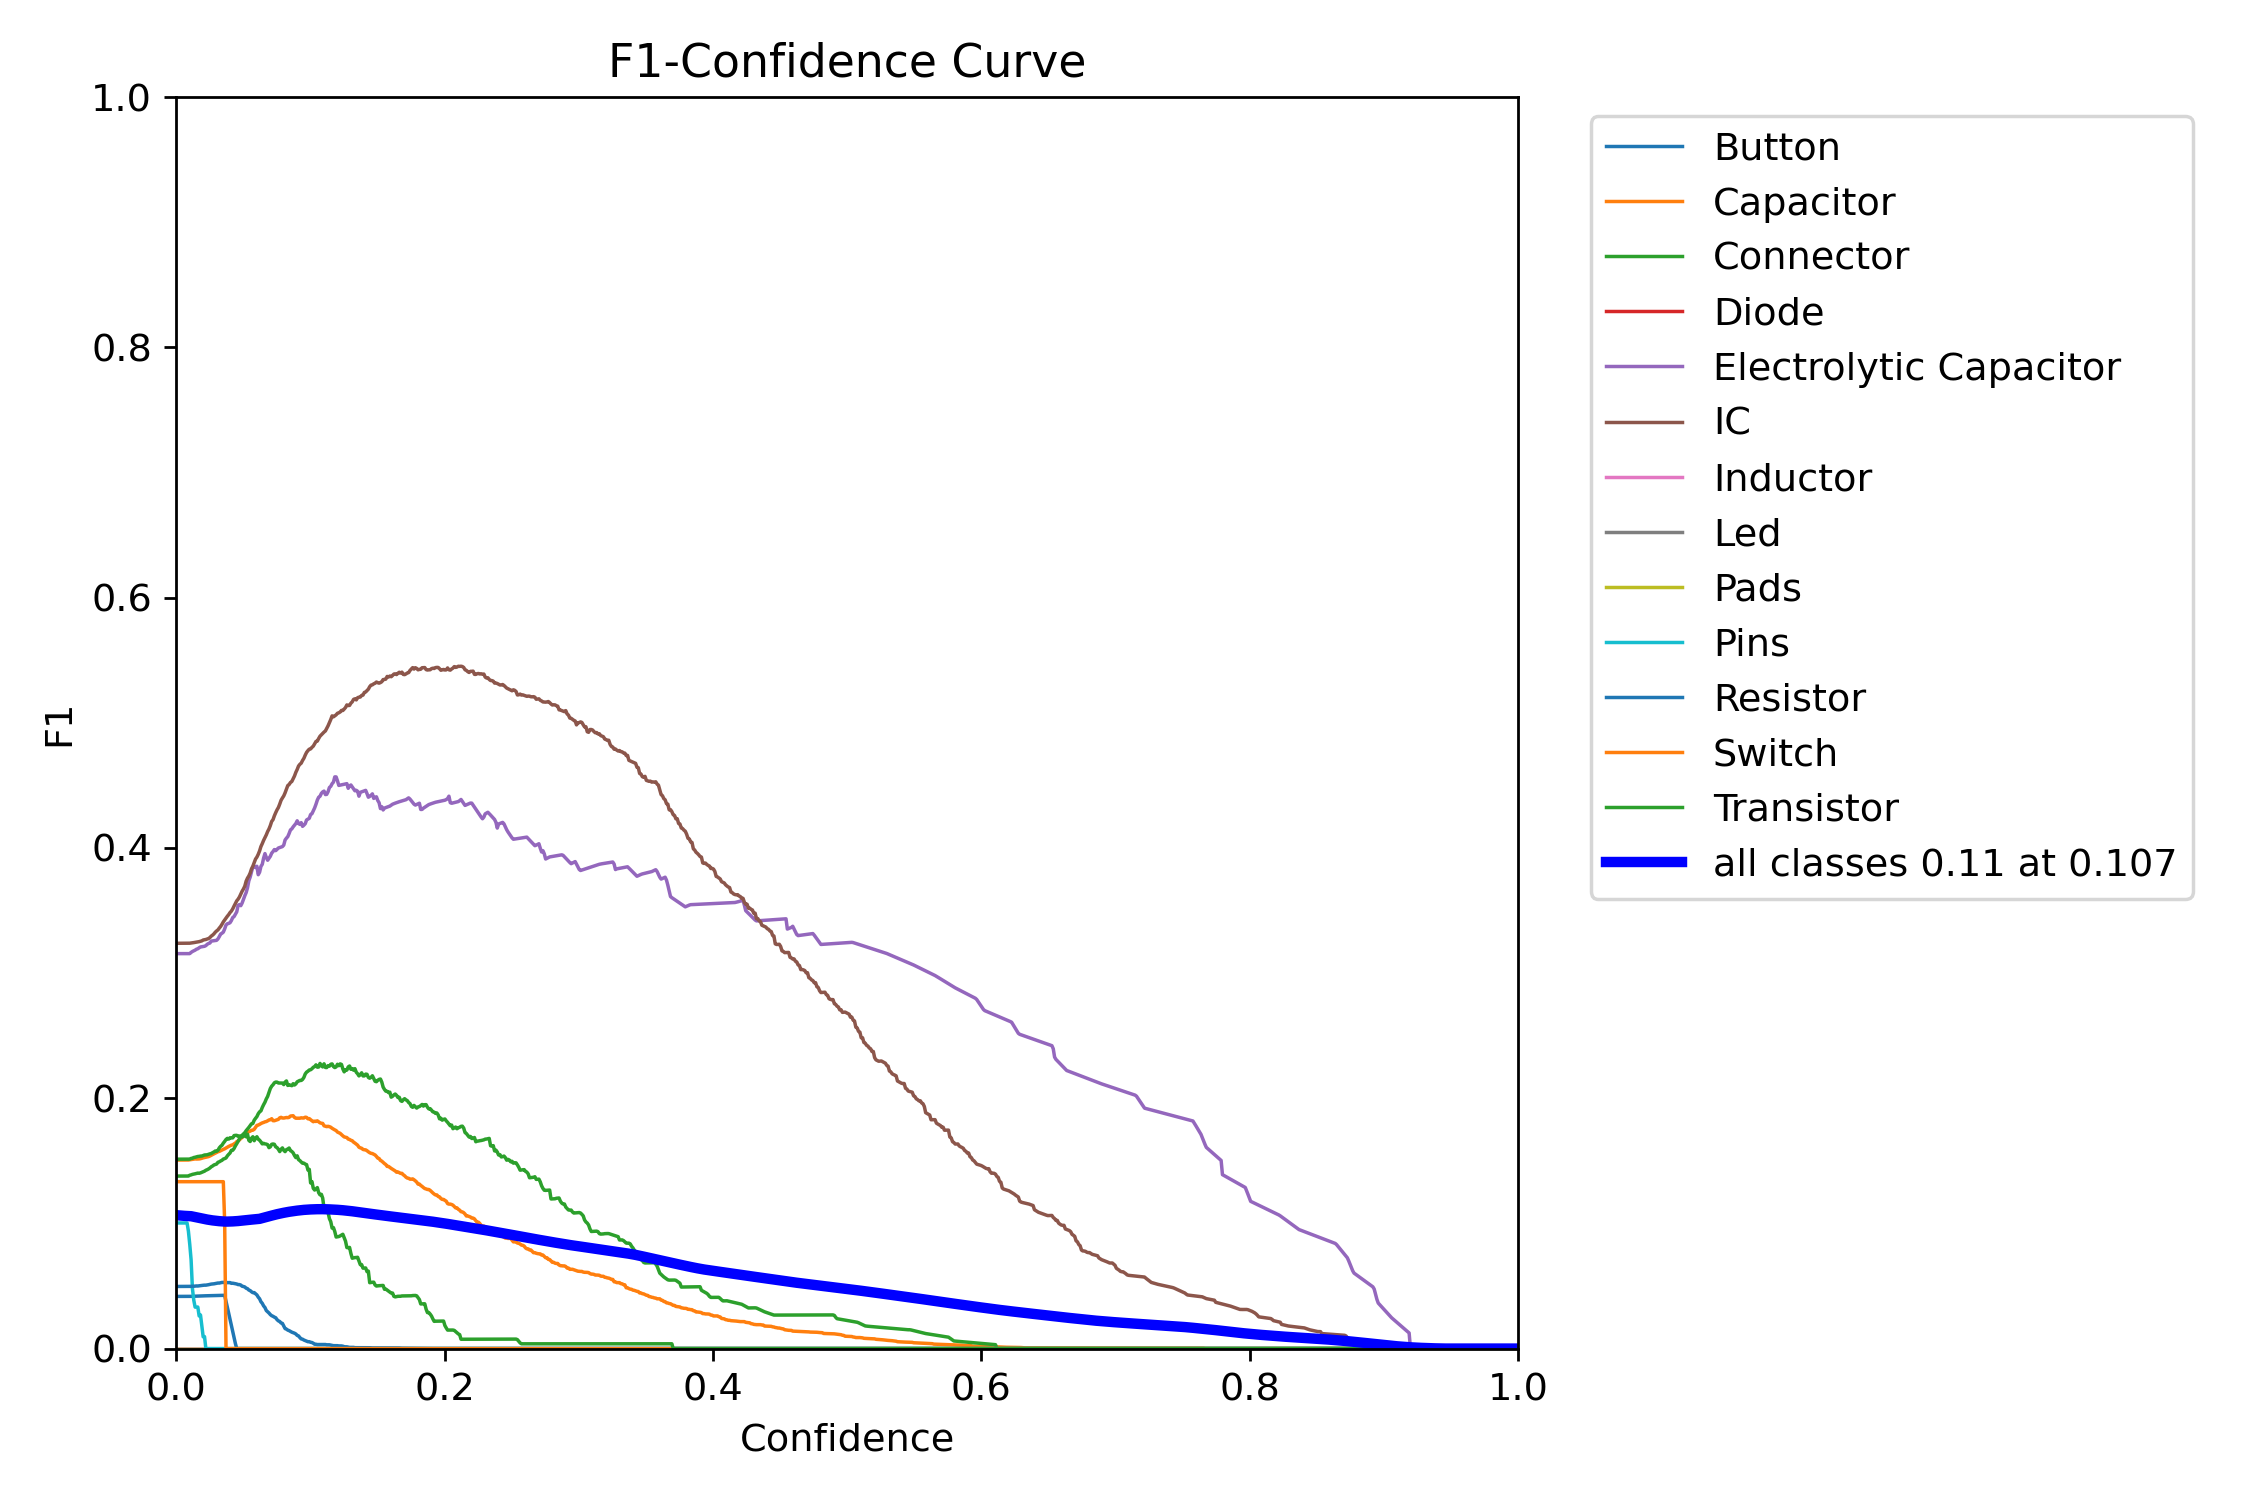 F1-Confidence Curve
1.0
0.8
0.6
0.4
0.2
0.0
F1
0.0 0.2 0.4 0.6 0.8 1.0
Confidence
Button
Capacitor
Connector
Diode
Electrolytic Capacitor
IC
Inductor
Led
Pads
Pins
Resistor
Switch
Transistor
all classes 0.11 at 0.107